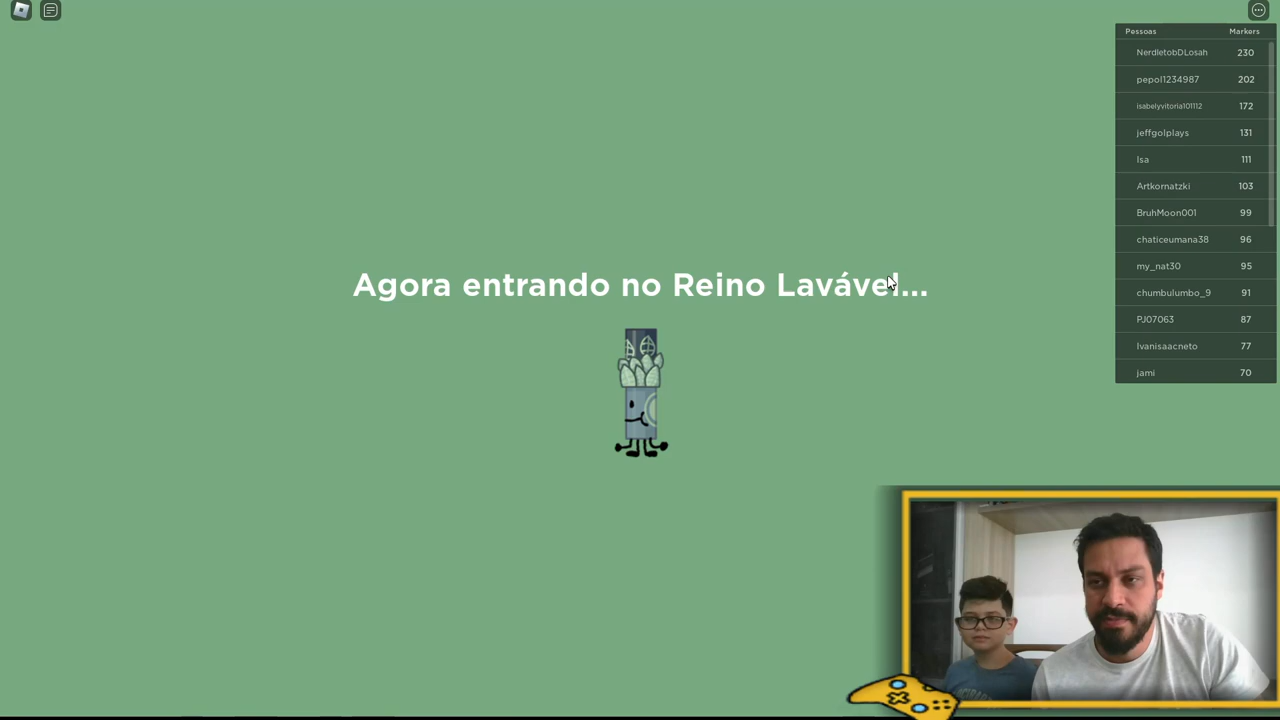 Pessoas Markers
NerdletobDLosah 230
pepol1234987 202
isabelyvitoria101112 172
jeffgolplays 131
Isa 111
Artkornatzki 103
BruhMoon001 99
chaticeumana38 96
my_nat30 95
chumbulumbo_9 91
PJ07063 87
Ivanisaacneto 77
jami 70
Agora entrando no Reino Lavável...